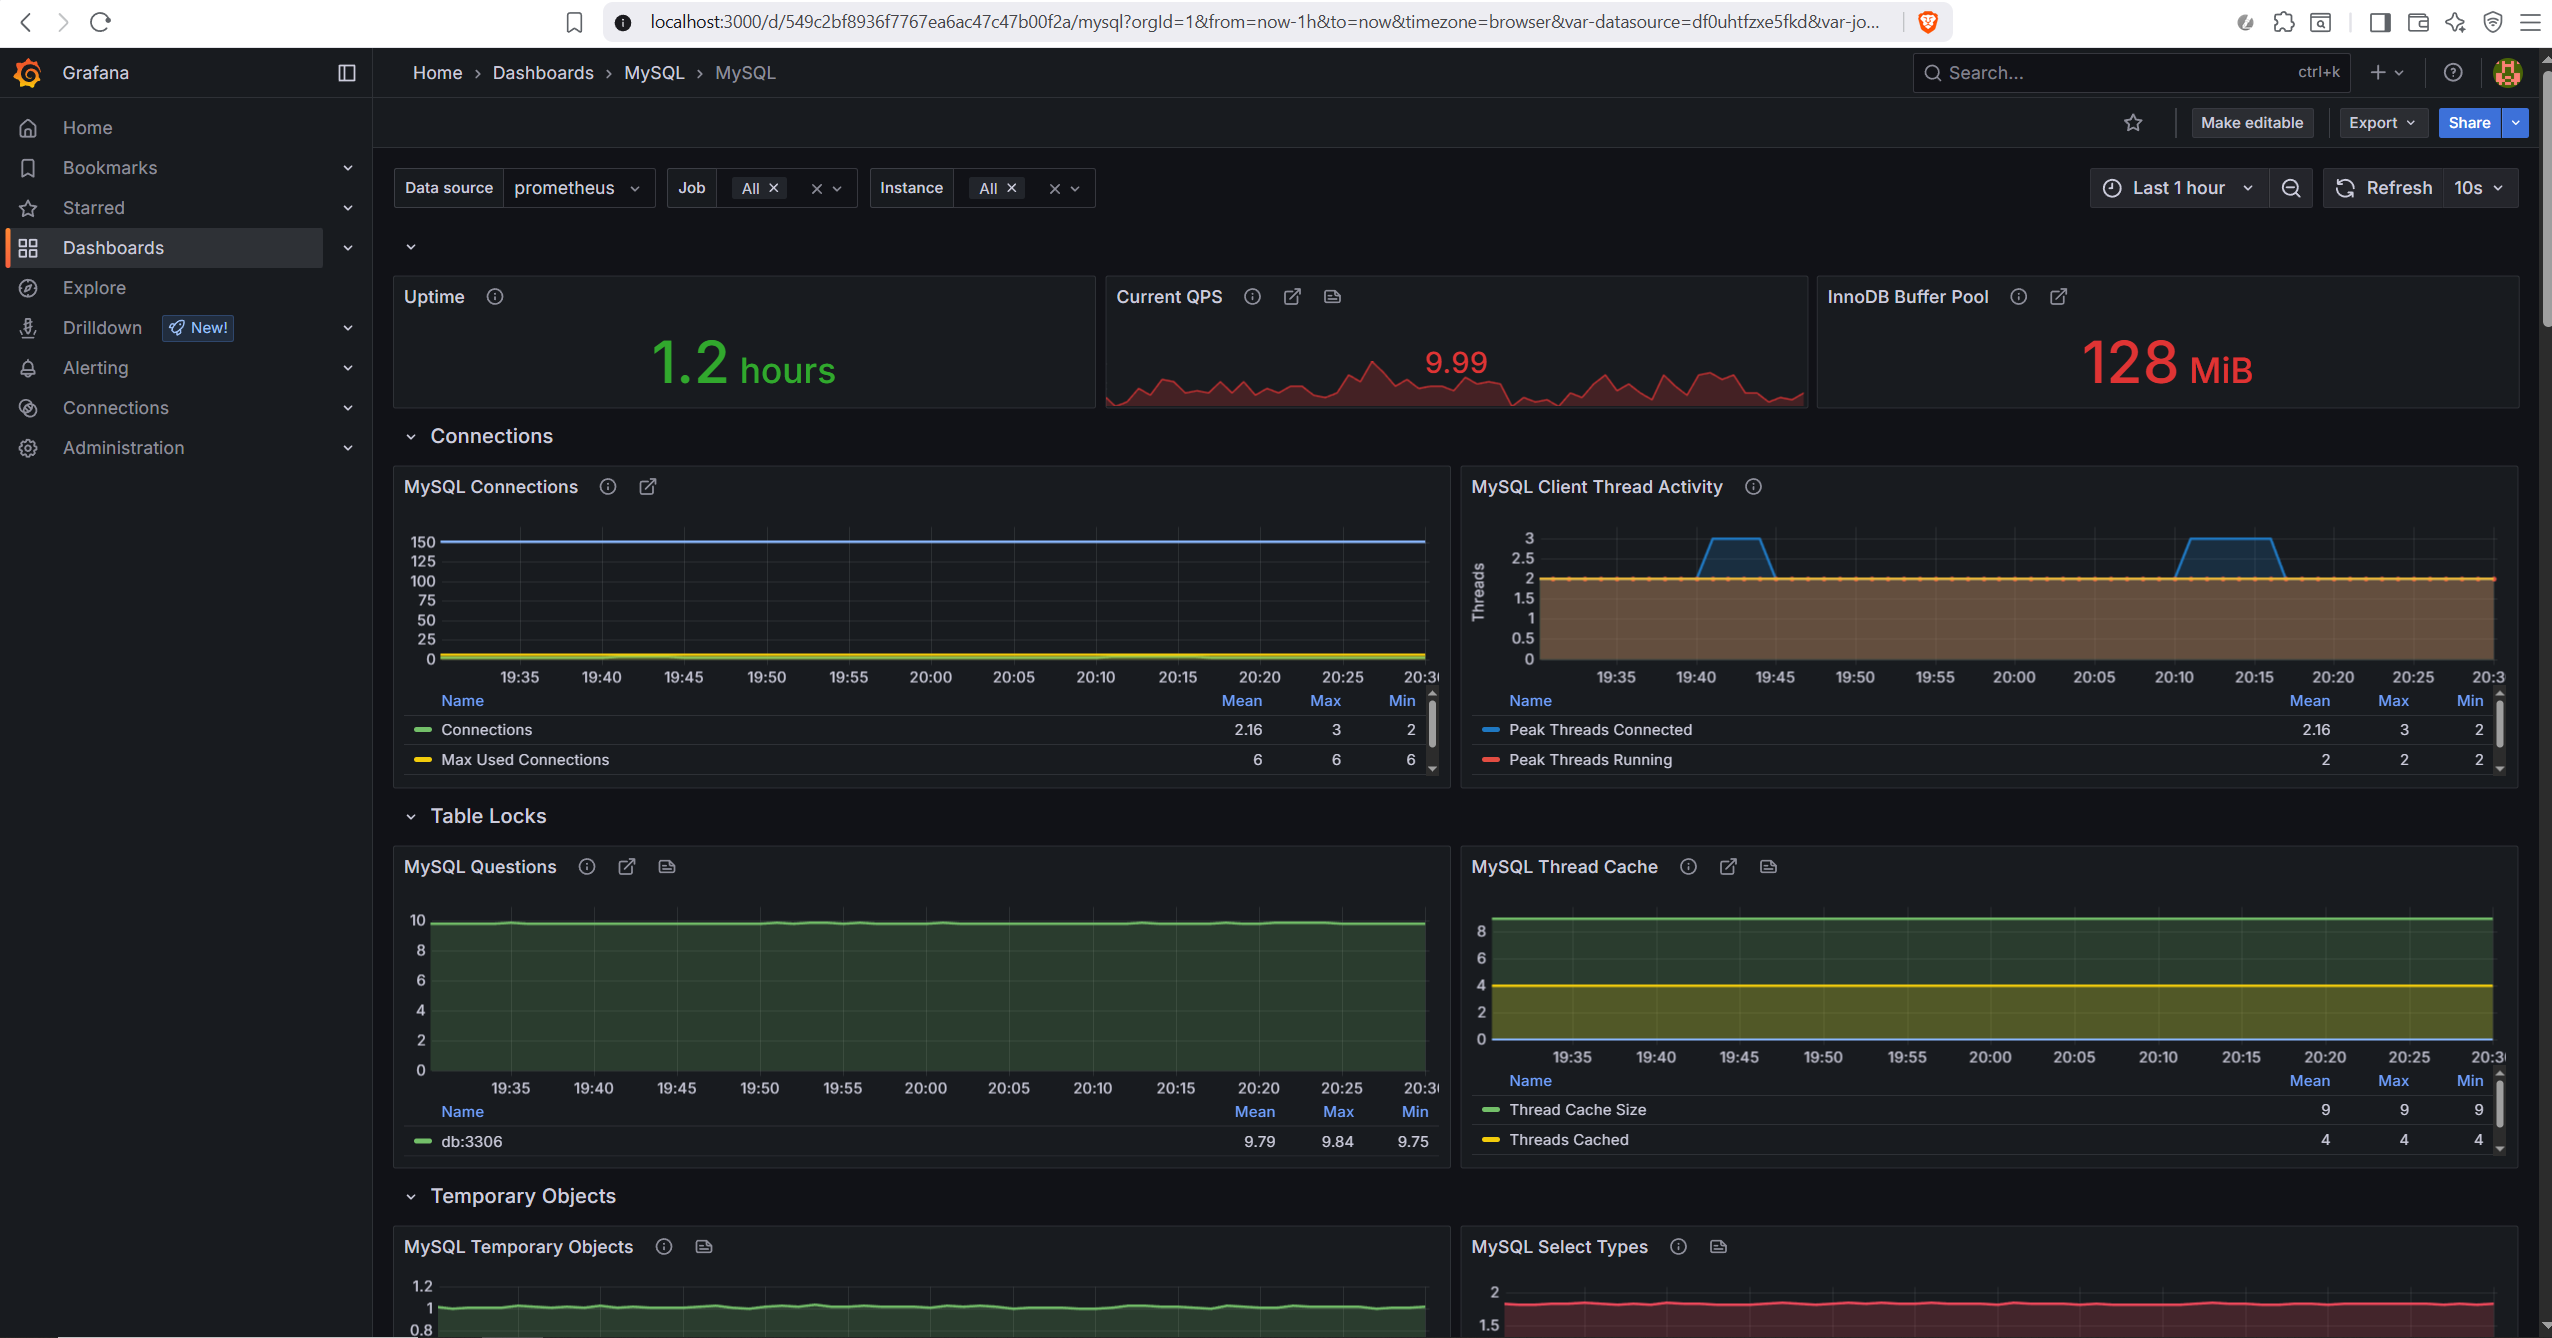 localhost:3000/d/549c2bf8936f7767ea6ac47c47b00f2a/mysql?orgId=1&from=now-1h&to=now&timezone=browser&var-datasource=df0uhtfzxe5fkd&var-jo...
Grafana
Home › Dashboards › MySQL › MySQL
Search... ctrl+k
Home
Bookmarks
Starred
Dashboards
Explore
Drilldown New!
Alerting
Connections
Administration
Make editable Export Share
Data source prometheus Job All Instance All
Last 1 hour Refresh 10s
Uptime
1.2 hours
Current QPS
9.99
InnoDB Buffer Pool
128 MiB
Connections
MySQL Connections
150
125
100
75
50
25
0
19:35 19:40 19:45 19:50 19:55 20:00 20:05 20:10 20:15 20:20 20:25 20:3
Name Mean Max Min
Connections 2.16 3 2
Max Used Connections 6 6 6
MySQL Client Thread Activity
Threads
3
2.5
2
1.5
1
0.5
0
19:35 19:40 19:45 19:50 19:55 20:00 20:05 20:10 20:15 20:20 20:25 20:3
Name Mean Max Min
Peak Threads Connected 2.16 3 2
Peak Threads Running 2 2 2
Table Locks
MySQL Questions
10
8
6
4
2
0
19:35 19:40 19:45 19:50 19:55 20:00 20:05 20:10 20:15 20:20 20:25 20:3
Name Mean Max Min
db:3306 9.79 9.84 9.75
MySQL Thread Cache
8
6
4
2
0
19:35 19:40 19:45 19:50 19:55 20:00 20:05 20:10 20:15 20:20 20:25 20:3
Name Mean Max Min
Thread Cache Size 9 9 9
Threads Cached 4 4 4
Temporary Objects
MySQL Temporary Objects
1.2
1
0.8
MySQL Select Types
2
1.5